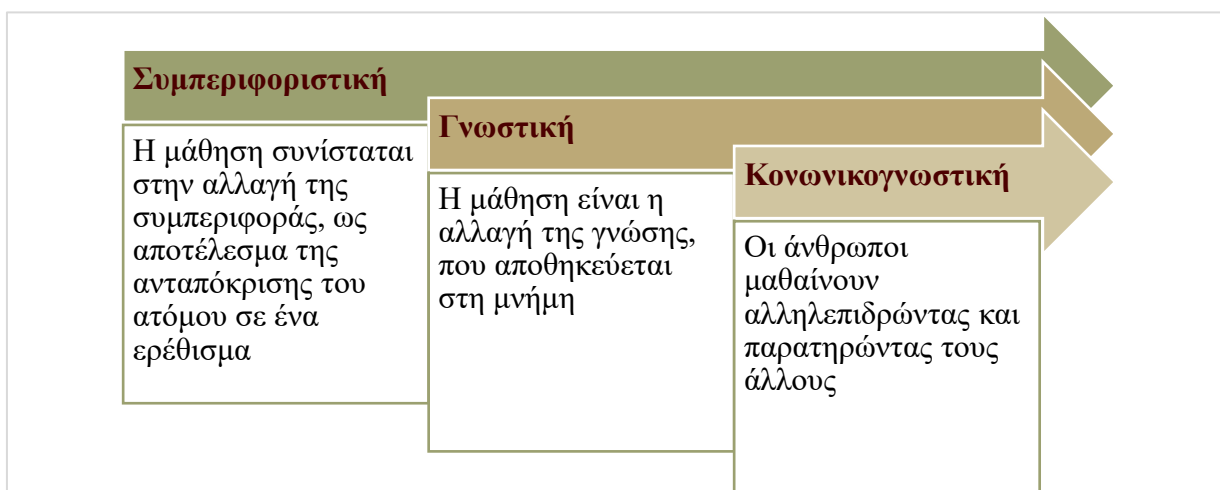 Συμπεριφοριστική
Η μάθηση συνίσταται
στην αλλαγή της
συμπεριφοράς, ως
αποτέλεσμα της
ανταπόκρισης του
ατόμου σε ένα
ερέθισμα
Γνωστική
Η μάθηση είναι η
αλλαγή της γνώσης,
που αποθηκεύεται
στη μνήμη
Κονωνικογνωστική
Οι άνθρωποι
μαθαίνουν
αλληλεπιδρώντας και
παρατηρώντας τους
άλλους